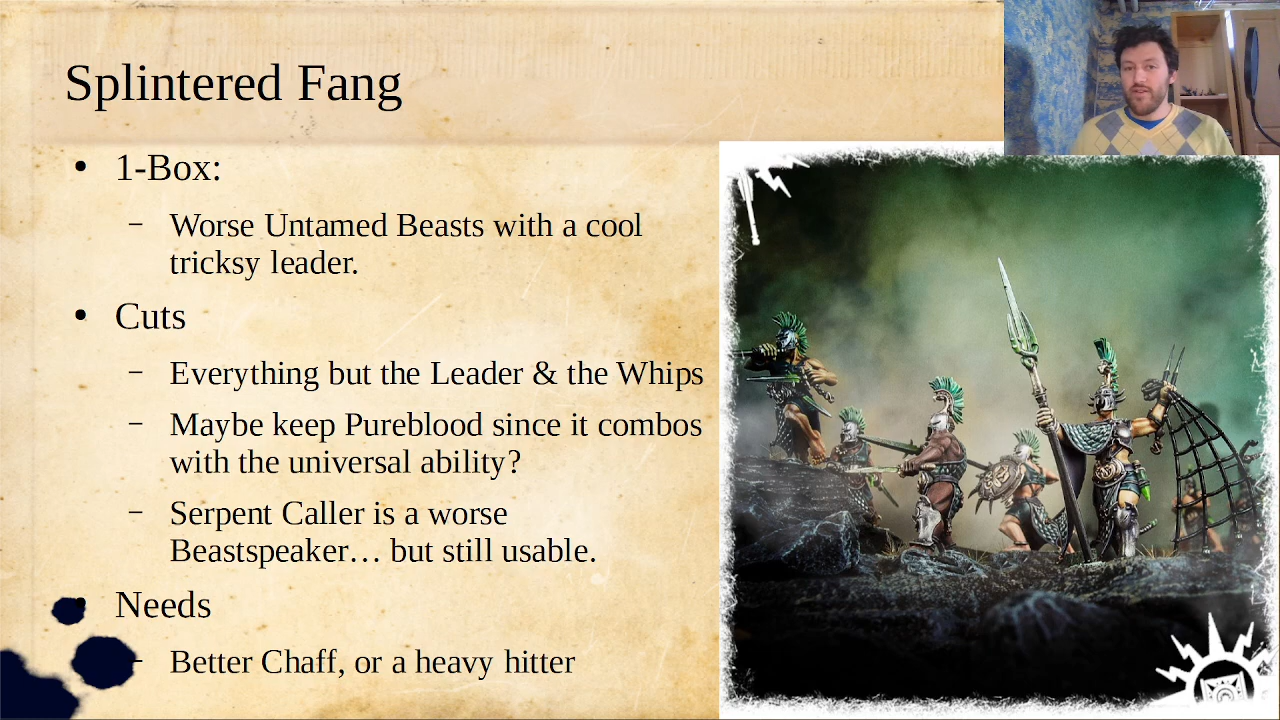 Splintered Fang
• 1-Box:
– Worse Untamed Beasts with a cool
tricksy leader.
• Cuts
– Everything but the Leader & the Whips
– Maybe keep Pureblood since it combos
with the universal ability?
– Serpent Caller is a worse
Beastspeaker… but still usable.
• Needs
– Better Chaff, or a heavy hitter